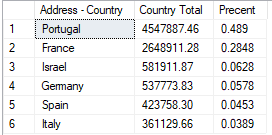 Address - Country Country Total Precent
1 Portugal 4547887.46 0.489
2 France 2648911.28 0.2848
3 Israel 581911.87 0.0628
4 Germany 537773.83 0.0578
5 Spain 423758.30 0.0453
6 Italy 361129.66 0.0389